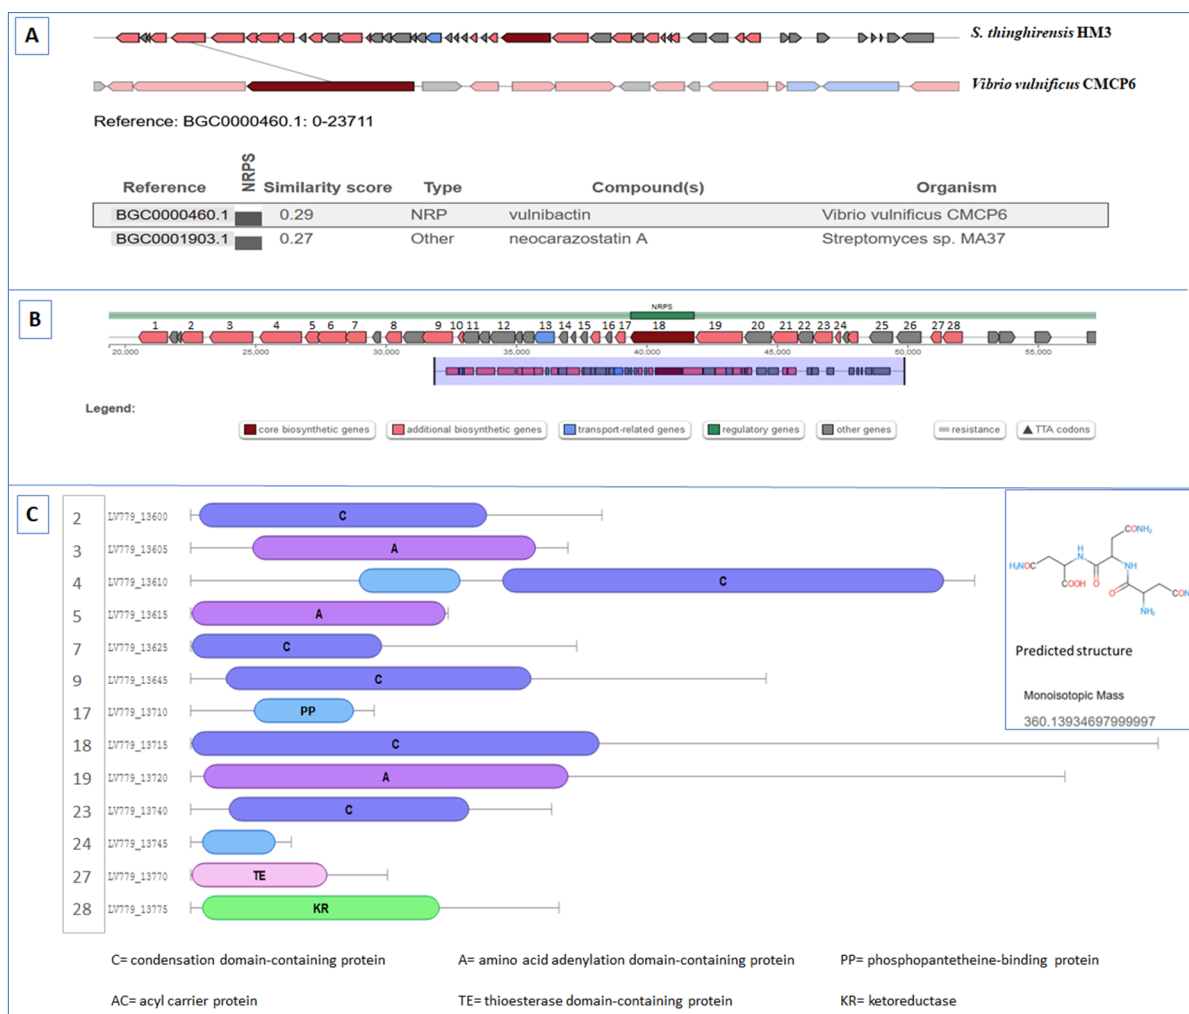 A
S. thinghirensis HM3
Vibrio vulnificus CMCP6
Reference: BGC0000460.1: 0-23711
Reference NRPS Similarity score Type Compound(s) Organism
BGC0000460.1 0.29 NRP vulnibactin Vibrio vulnificus CMCP6
BGC0001903.1 0.27 Other neocarazostatin A Streptomyces sp. MA37
B
NRPS
1 2 3 4 5 6 7 8 9 10 11 12 13 14 15 16 17 18 19 20 21 22 23 24 25 26 27 28
20,000 25,000 30,000 35,000 40,000 45,000 50,000 55,000
Legend:
core biosynthetic genes additional biosynthetic genes transport-related genes regulatory genes other genes resistance TTA codons
C
2 LV779_13600 C
3 LV779_13605 A
4 LV779_13610 C
5 LV779_13615 A
7 LV779_13625 C
9 LV779_13645 C
17 LV779_13710 PP
18 LV779_13715 C
19 LV779_13720 A
23 LV779_13740 C
24 LV779_13745
27 LV779_13770 TE
28 LV779_13775 KR
CONH₂
H₂NOC
H
N
O
COOH
NH
O
CON
NH₂
Predicted structure
Monoisotopic Mass
360.13934697999997
C= condensation domain-containing protein A= amino acid adenylation domain-containing protein PP= phosphopantetheine-binding protein
AC= acyl carrier protein TE= thioesterase domain-containing protein KR= ketoreductase